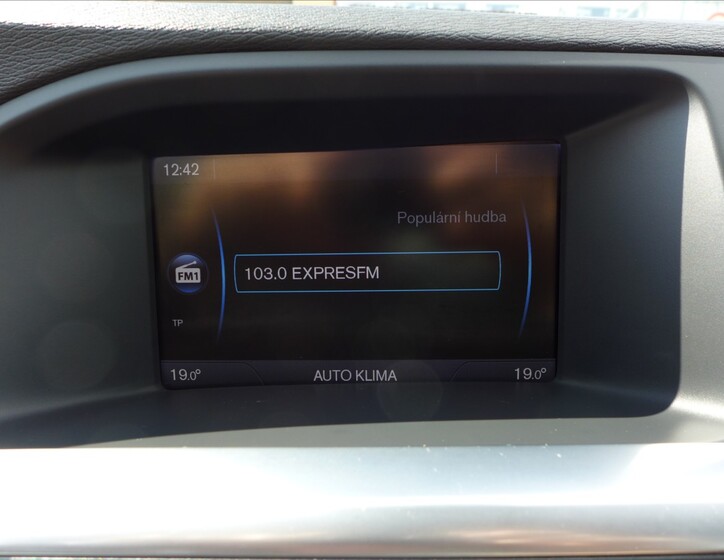 12:42
Populární hudba
FM1
103.0 EXPRESFM
TP
19.0° AUTO KLIMA 19.0°